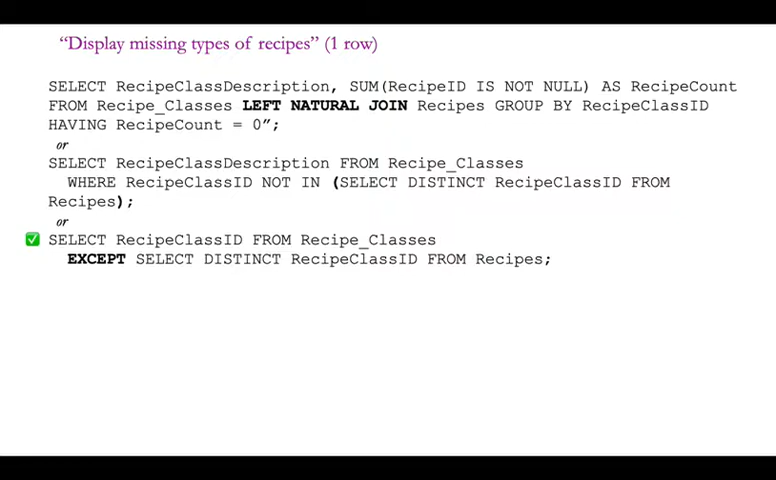 “Display missing types of recipes” (1 row)
SELECT RecipeClassDescription, SUM(RecipeID IS NOT NULL) AS RecipeCount
FROM Recipe_Classes LEFT NATURAL JOIN Recipes GROUP BY RecipeClassID
HAVING RecipeCount = 0”;
or
SELECT RecipeClassDescription FROM Recipe_Classes
WHERE RecipeClassID NOT IN (SELECT DISTINCT RecipeClassID FROM
Recipes);
or
✅ SELECT RecipeClassID FROM Recipe_Classes
EXCEPT SELECT DISTINCT RecipeClassID FROM Recipes;